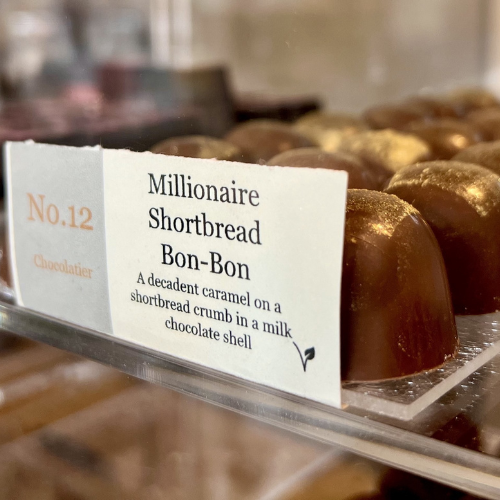 No.12
Chocolatier
Millionaire
Shortbread
Bon-Bon
A decadent caramel on a
shortbread crumb in a milk
chocolate shell